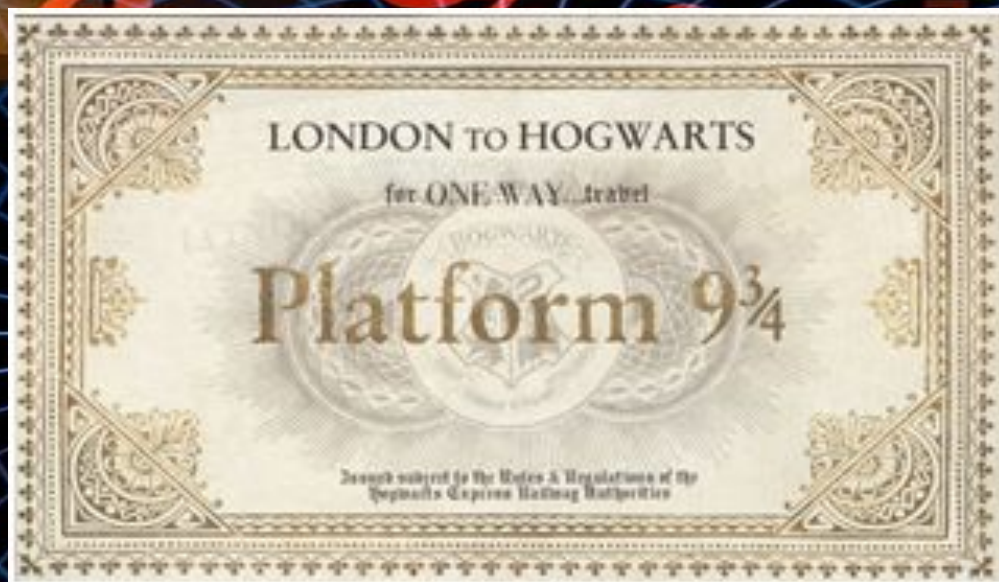 LONDON TO HOGWARTS
for ONE WAY...travel
HOGWARTS
Platform 9¾
Issued subject to the Rules & Regulations of the
Hogwarts Express Railway Authorities